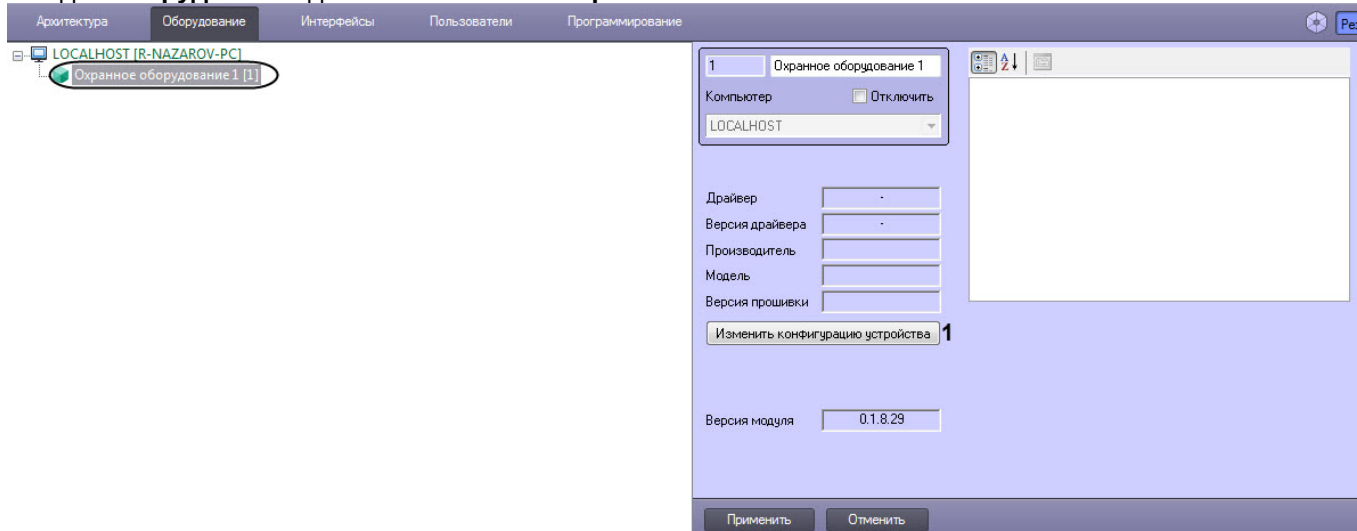 Архитектура Оборудование Интерфейсы Пользователи Программирование
LOCALHOST [R-NAZAROV-PC]
Охранное оборудование 1 [1]
1 Охранное оборудование 1
Компьютер Отключить
LOCALHOST
Драйвер -
Версия драйвера -
Производитель
Модель
Версия прошивки
Изменить конфигурацию устройства 1
Версия модуля 0.1.8.29
Применить Отменить